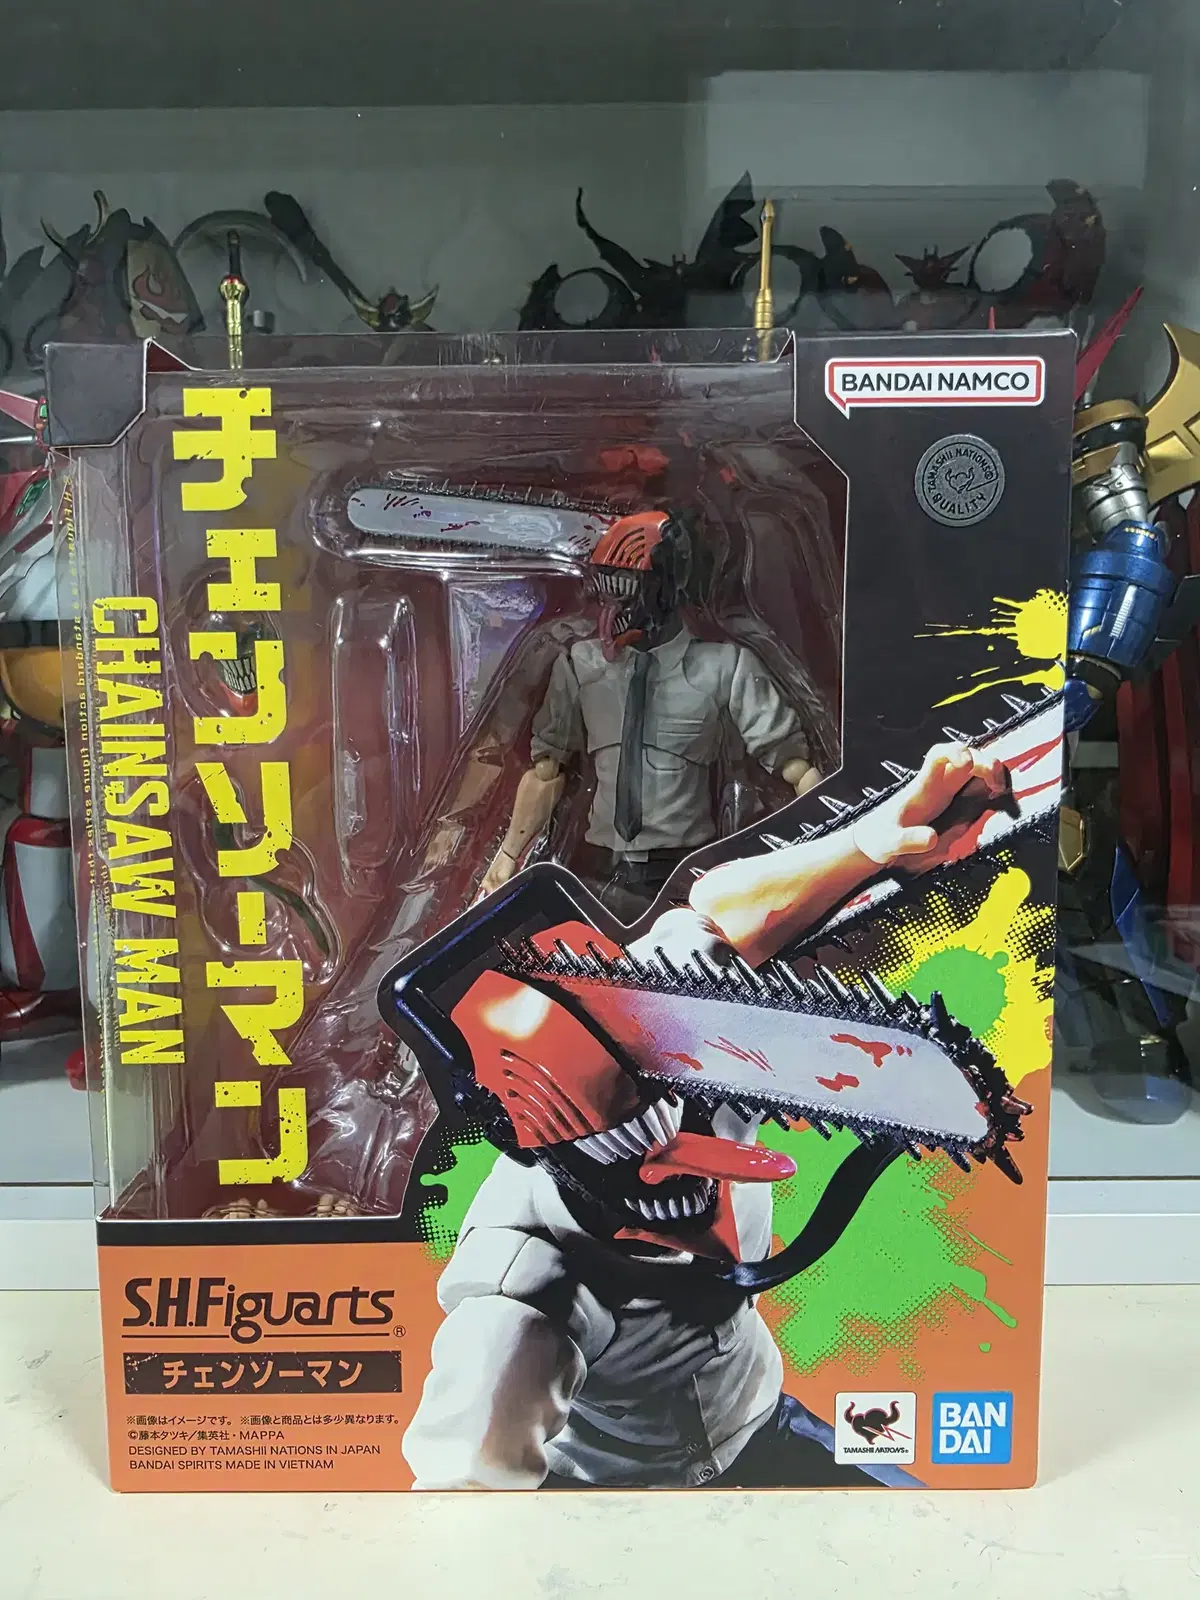 BANDAI NAMCO
TAMASHII NATIONS
QUALITY
チェンソーマン
CHAINSAW MAN
S.H.Figuarts®
チェンソーマン
※画像はイメージです。 ※画像と商品とは多少異なります。
©藤本タツキ／集英社・MAPPA
DESIGNED BY TAMASHII NATIONS IN JAPAN
BANDAI SPIRITS MADE IN VIETNAM
TAMASHII NATIONS®
BAN
DAI